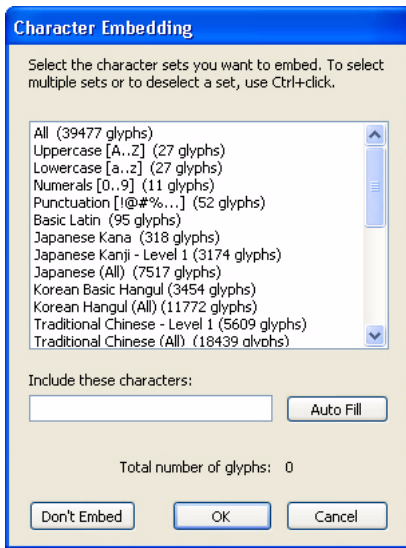 Character Embedding
Select the character sets you want to embed. To select
multiple sets or to deselect a set, use Ctrl+click.
All (39477 glyphs)
Uppercase [A..Z] (27 glyphs)
Lowercase [a..z] (27 glyphs)
Numerals [0..9] (11 glyphs)
Punctuation [!@#%...] (52 glyphs)
Basic Latin (95 glyphs)
Japanese Kana (318 glyphs)
Japanese Kanji - Level 1 (3174 glyphs)
Japanese (All) (7517 glyphs)
Korean Basic Hangul (3454 glyphs)
Korean Hangul (All) (11772 glyphs)
Traditional Chinese - Level 1 (5609 glyphs)
Traditional Chinese (All) (18439 glyphs)
Include these characters:
Auto Fill
Total number of glyphs: 0
Don't Embed OK Cancel